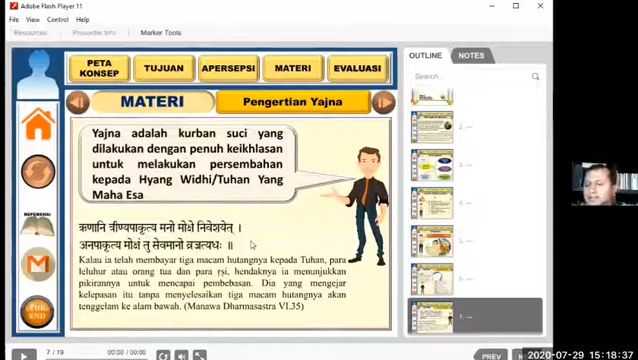 Adobe Flash Player 11
File View Control Help
Resources Presenter Info Marker Tools
PETA KONSEP
TUJUAN
APERSEPSI
MATERI
EVALUASI
OUTLINE NOTES
Search...
MATERI
Pengertian Yajna
Yajna adalah kurban suci yang
dilakukan dengan penuh keikhlasan
untuk melakukan persembahan
kepada Hyang Widhi/Tuhan Yang
Maha Esa
REFERENSI
ऋणानि त्रीण्यपाकृत्य मनो मोक्षे निवेशयेत् ।
अनपाकृत्य मोक्षं तु सेवमानो व्रजत्यधः ॥
Kalau ia telah membayar tiga macam hutangnya kepada Tuhan, para
leluhur atau orang tua dan para ṛsi, hendaknya ia menunjukkan
pikirannya untuk mencapai pembebasan. Dia yang mengejar
kelepasan itu tanpa menyelesaikan tiga macam hutangnya akan
tenggelam ke alam bawah. (Manawa Dharmasastra VI.35)
THE END
7 / 19 00:00 / 00:00
PREV
2020-07-29 15:18:37